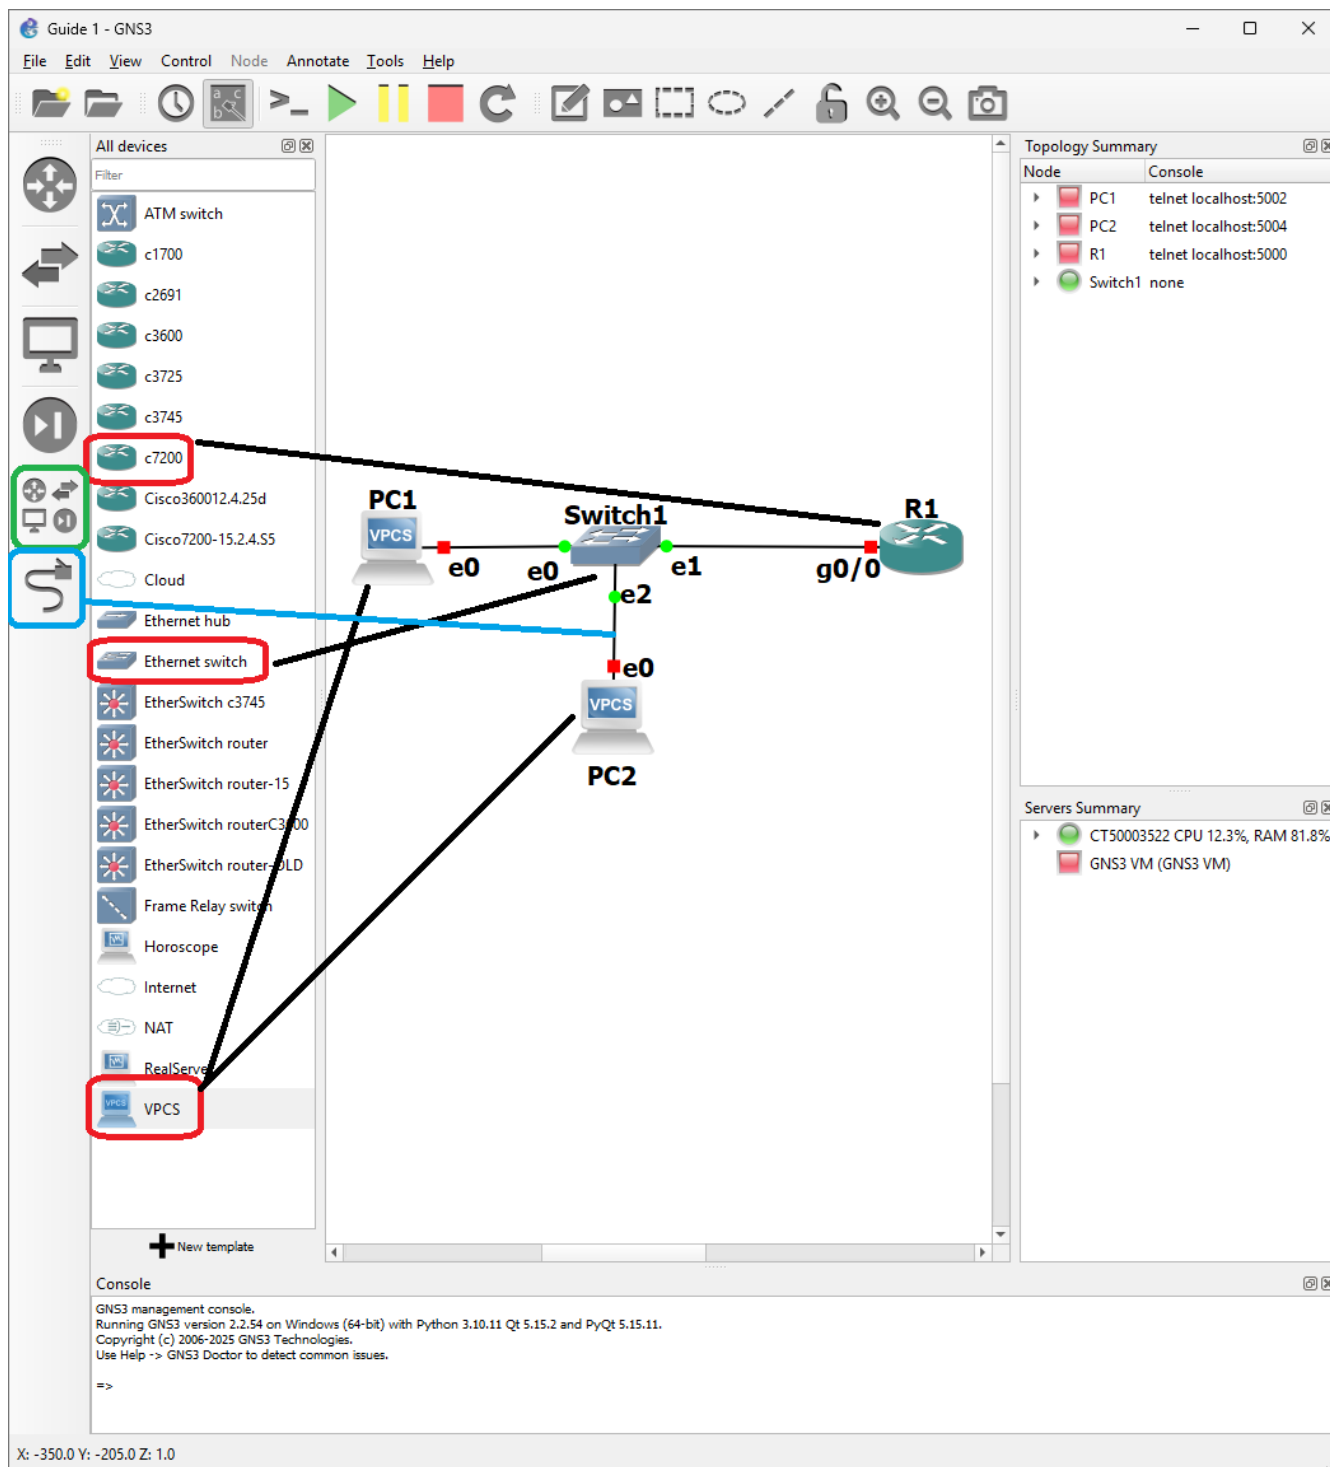 Guide 1 - GNS3
File Edit View Control Node Annotate Tools Help
All devices
Filter
ATM switch
c1700
c2691
c3600
c3725
c3745
c7200
Cisco360012.4.25d
Cisco7200-15.2.4.S5
Cloud
Ethernet hub
Ethernet switch
EtherSwitch c3745
EtherSwitch router
EtherSwitch router-15
EtherSwitch routerC3600
EtherSwitch router-OLD
Frame Relay switch
Horoscope
Internet
NAT
RealServer
VPCS
New template
PC1
VPCS
e0
Switch1
e0
e1
e2
R1
g0/0
e0
VPCS
PC2
Topology Summary
Node Console
PC1 telnet localhost:5002
PC2 telnet localhost:5004
R1 telnet localhost:5000
Switch1 none
Servers Summary
CT50003522 CPU 12.3%, RAM 81.8%
GNS3 VM (GNS3 VM)
Console
GNS3 management console.
Running GNS3 version 2.2.54 on Windows (64-bit) with Python 3.10.11 Qt 5.15.2 and PyQt 5.15.11.
Copyright (c) 2006-2025 GNS3 Technologies.
Use Help -> GNS3 Doctor to detect common issues.
=>
X: -350.0 Y: -205.0 Z: 1.0